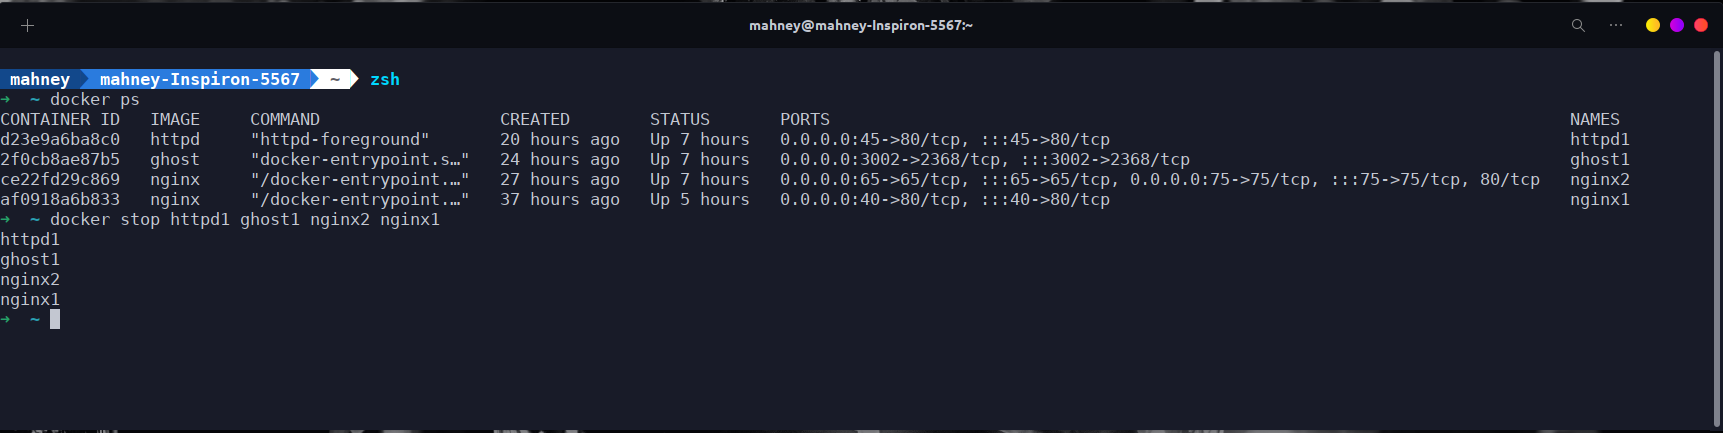 mahney@mahney-Inspiron-5567:~
mahney mahney-Inspiron-5567 ~ zsh
➜ ~ docker ps
CONTAINER ID IMAGE COMMAND CREATED STATUS PORTS NAMES
d23e9a6ba8c0 httpd "httpd-foreground" 20 hours ago Up 7 hours 0.0.0.0:45->80/tcp, :::45->80/tcp httpd1
2f0cb8ae87b5 ghost "docker-entrypoint.s…" 24 hours ago Up 7 hours 0.0.0.0:3002->2368/tcp, :::3002->2368/tcp ghost1
ce22fd29c869 nginx "/docker-entrypoint.…" 27 hours ago Up 7 hours 0.0.0.0:65->65/tcp, :::65->65/tcp, 0.0.0.0:75->75/tcp, :::75->75/tcp, 80/tcp nginx2
af0918a6b833 nginx "/docker-entrypoint.…" 37 hours ago Up 5 hours 0.0.0.0:40->80/tcp, :::40->80/tcp nginx1
➜ ~ docker stop httpd1 ghost1 nginx2 nginx1
httpd1
ghost1
nginx2
nginx1
➜ ~